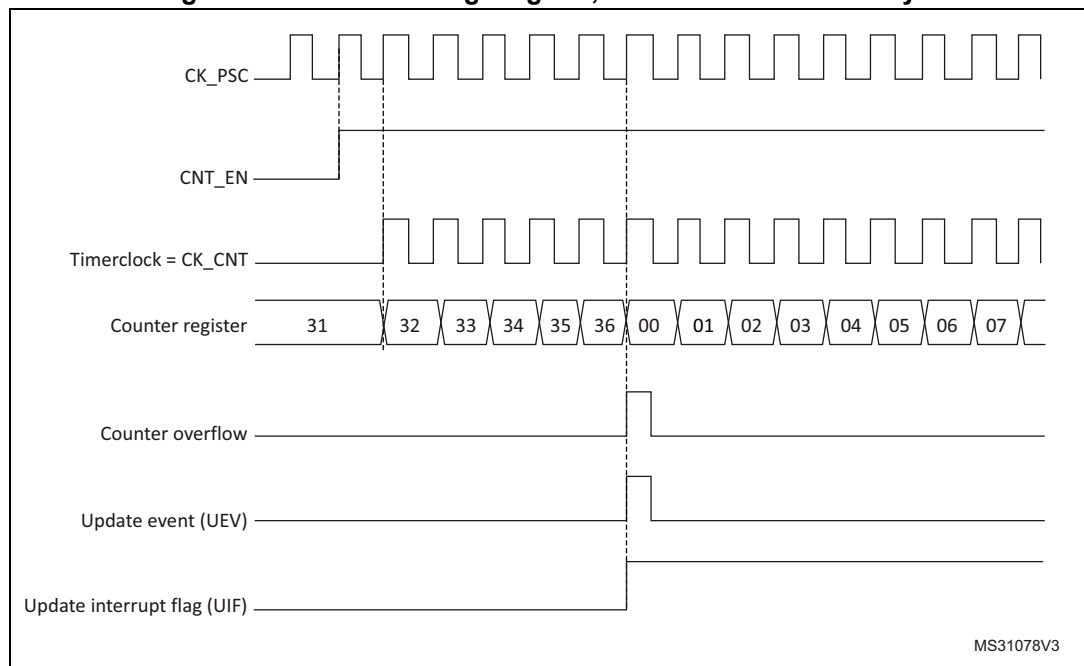 CK_PSC
CNT_EN
Timerclock = CK_CNT
Counter register 31 32 33 34 35 36 00 01 02 03 04 05 06 07
Counter overflow
Update event (UEV)
Update interrupt flag (UIF)
MS31078V3